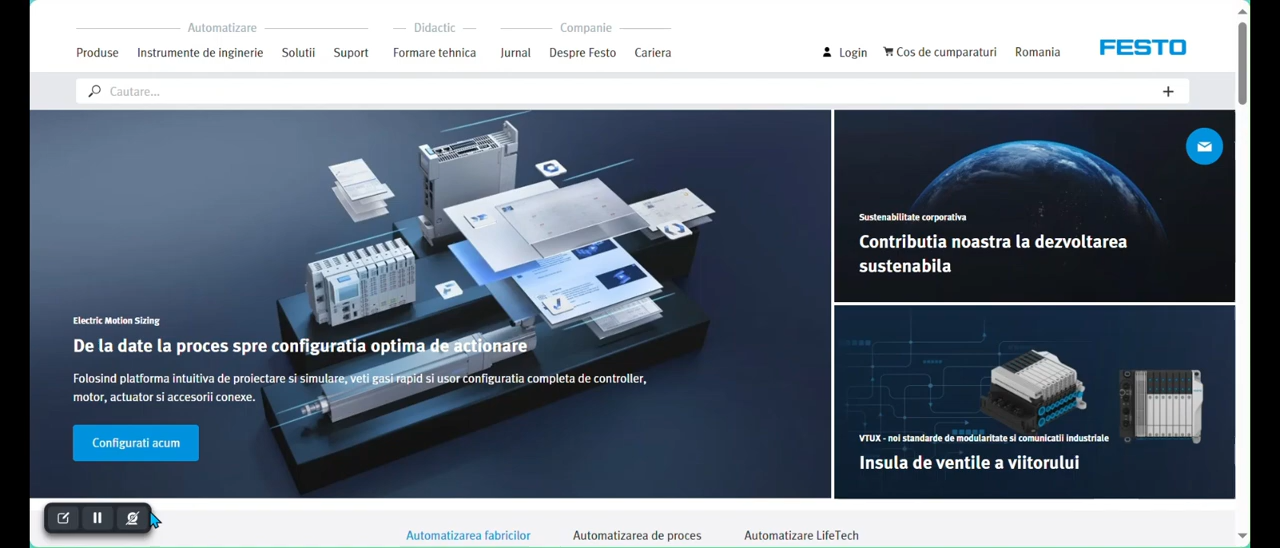 Automatizare
Didactic
Companie
Produse
Instrumente de inginerie
Solutii
Suport
Formare tehnica
Jurnal
Despre Festo
Cariera
Login
Cos de cumparaturi
Romania
FESTO
Cautare...
Electric Motion Sizing
De la date la proces spre configuratia optima de actionare
Folosind platforma intuitiva de proiectare si simulare, veti gasi rapid si usor configuratia completa de controller,
motor, actuator si accesorii conexe.
Configurati acum
Sustenabilitate corporativa
Contributia noastra la dezvoltarea
sustenabila
VTUX - noi standarde de modularitate si comunicatii industriale
Insula de ventile a viitorului
Automatizarea fabricilor
Automatizarea de proces
Automatizare LifeTech